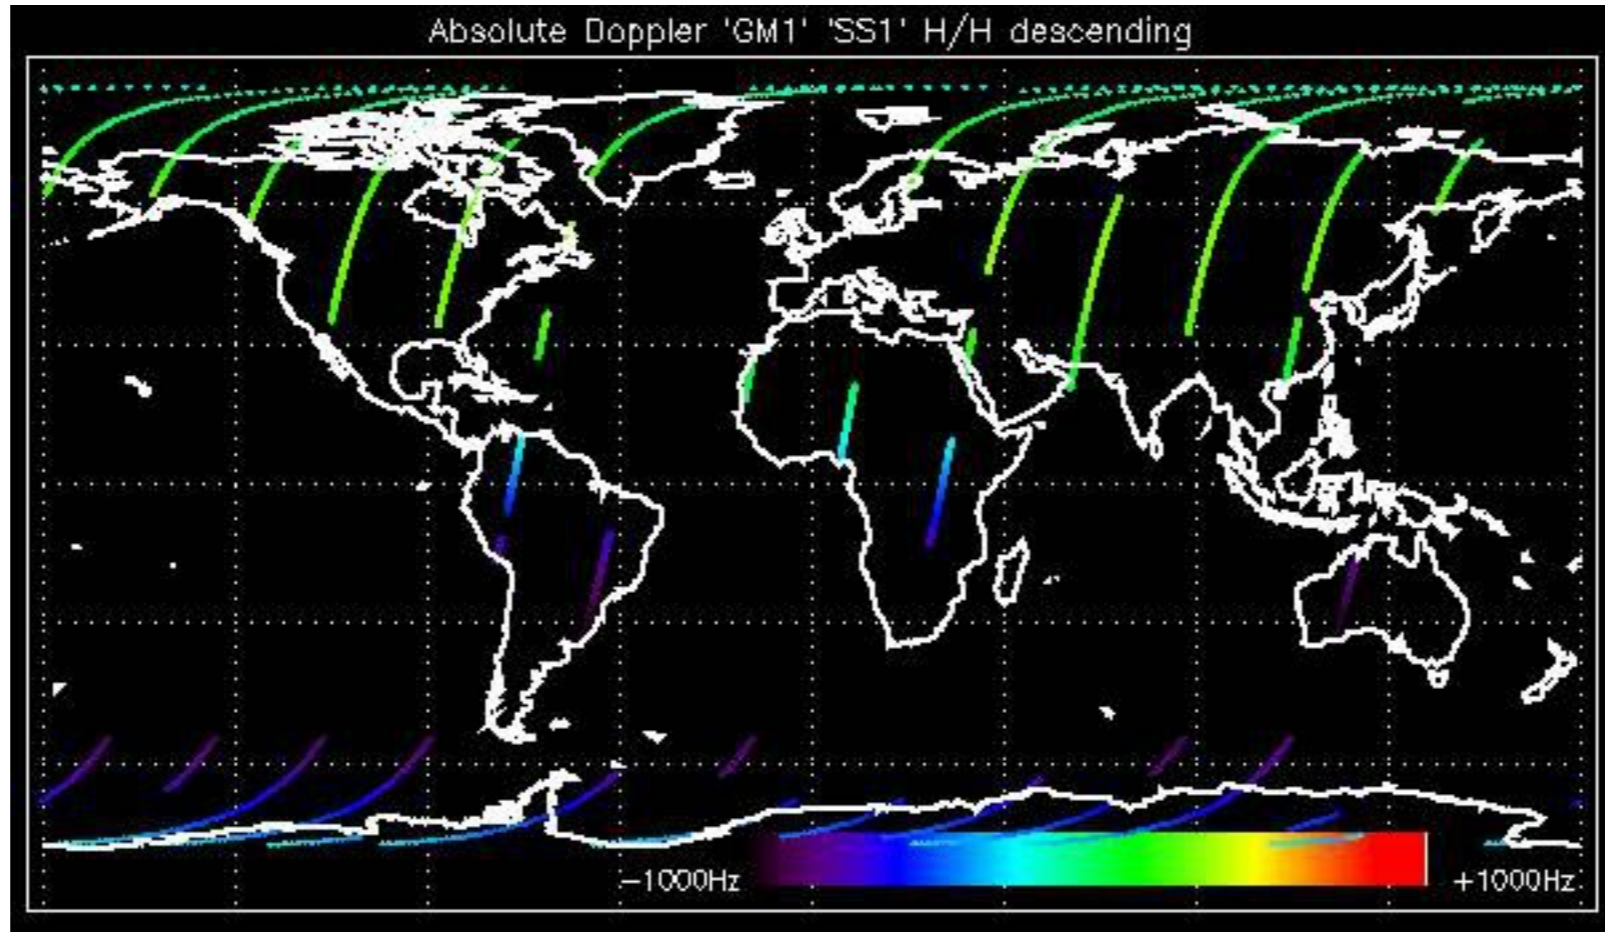 Absolute Doppler 'GM1' 'SS1' H/H descending
−1000Hz
+1000Hz